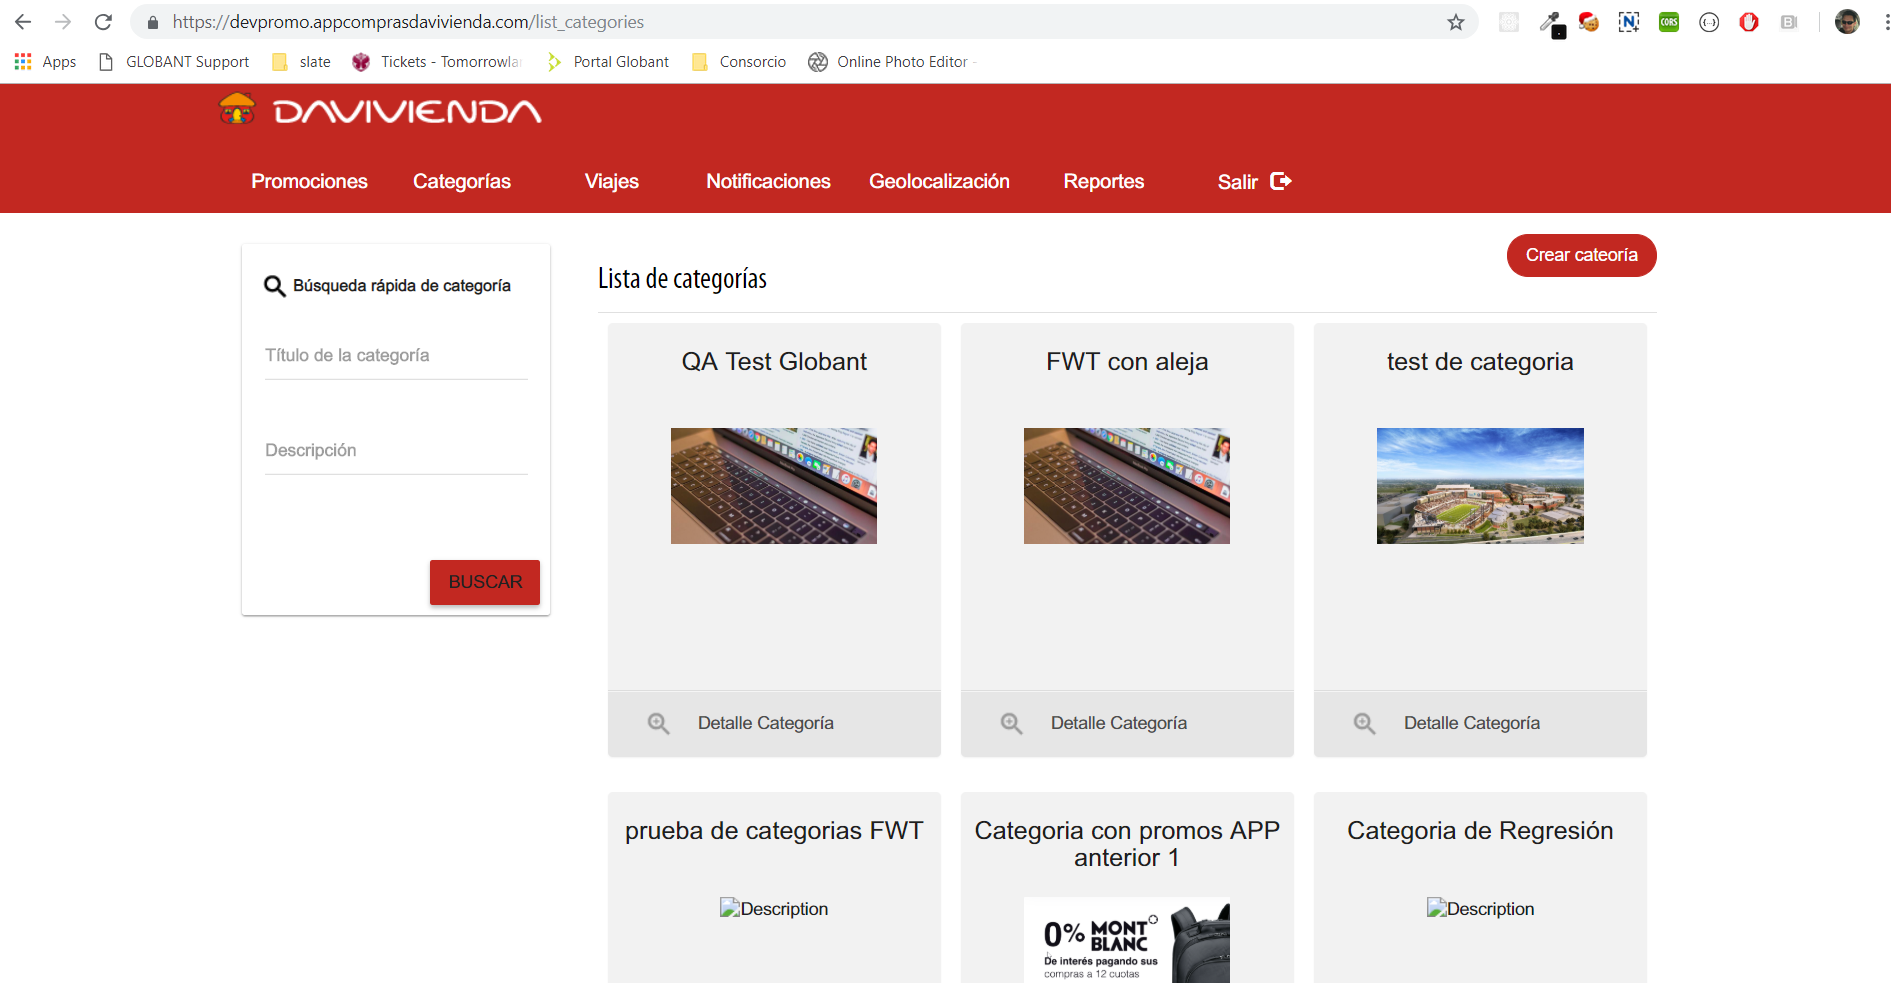 https://devpromo.appcomprasdavivienda.com/list_categories
Apps GLOBANT Support slate Tickets - Tomorrowla Portal Globant Consorcio Online Photo Editor -
DAVIVIENDA
Promociones Categorías Viajes Notificaciones Geolocalización Reportes Salir
Crear cateoría
Búsqueda rápida de categoría
Título de la categoría
Descripción
BUSCAR
Lista de categorías
QA Test Globant
FWT con aleja
test de categoria
Detalle Categoría
Detalle Categoría
Detalle Categoría
prueba de categorias FWT
Description
Categoria con promos APP
anterior 1
0% MONT
BLANC
De interés pagando sus
compras a 12 cuotas
Categoria de Regresión
Description